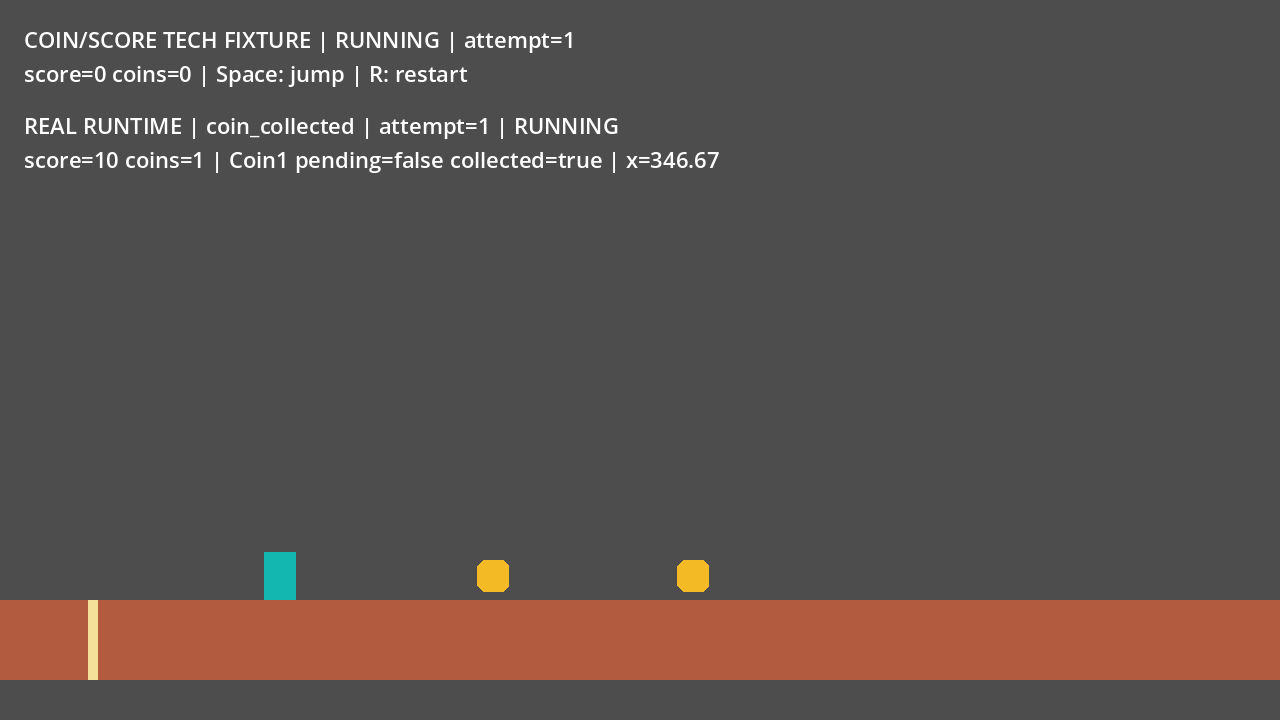 COIN/SCORE TECH FIXTURE | RUNNING | attempt=1
score=0 coins=0 | Space: jump | R: restart
REAL RUNTIME | coin_collected | attempt=1 | RUNNING
score=10 coins=1 | Coin1 pending=false collected=true | x=346.67